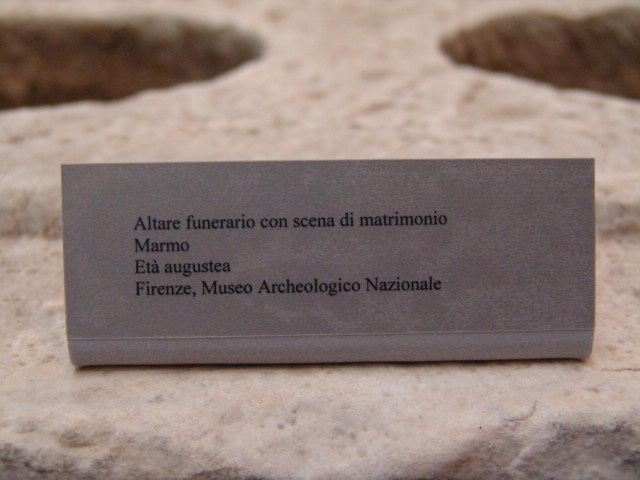 Altare funerario con scena di matrimonio
Marmo
Età augustea
Firenze, Museo Archeologico Nazionale